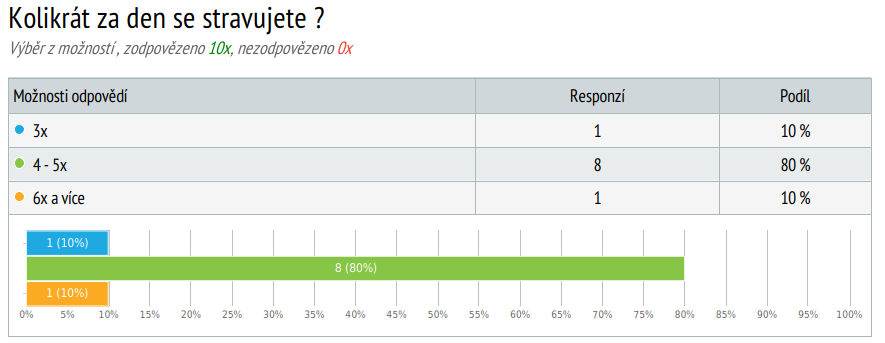 Kolikrát za den se stravujete ?
Výběr z možností , zodpovězeno 10x, nezodpovězeno 0x
Možnosti odpovědí Responzí Podíl
3x 1 10 %
4 - 5x 8 80 %
6x a více 1 10 %
1 (10%)
8 (80%)
1 (10%)
0% 5% 10% 15% 20% 25% 30% 35% 40% 45% 50% 55% 60% 65% 70% 75% 80% 85% 90% 95% 100%